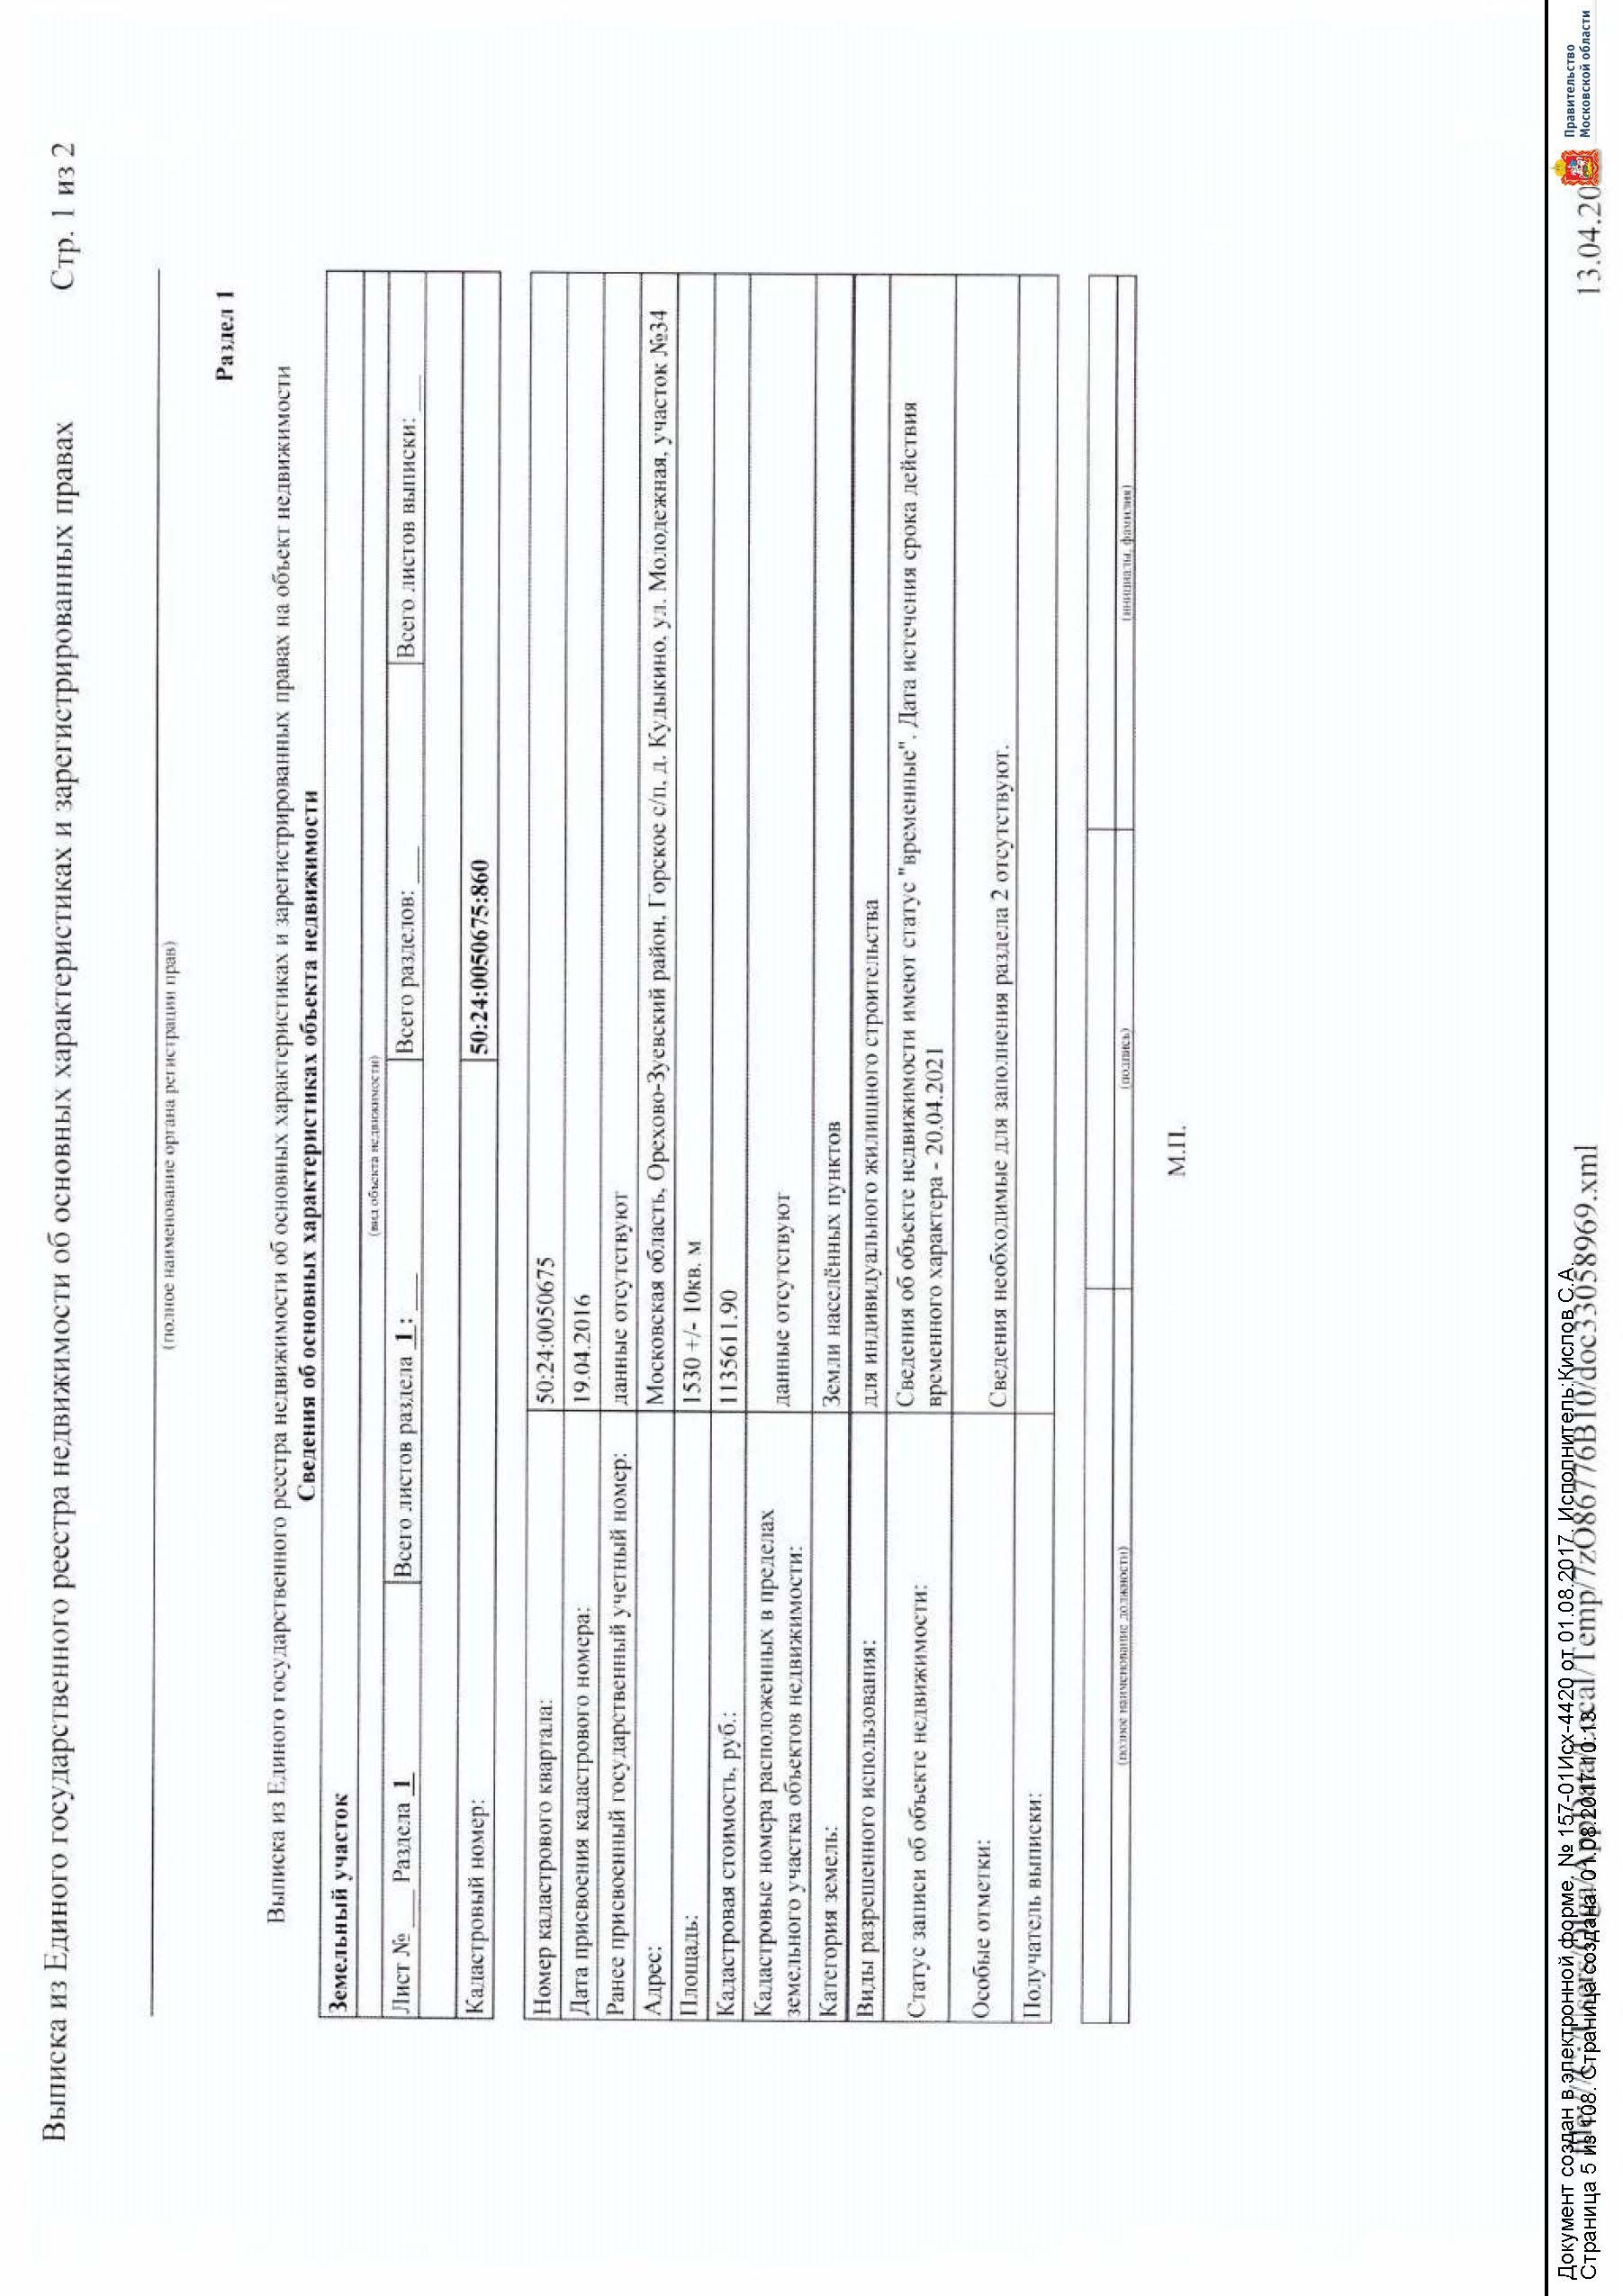 Выписка из Единого государственного реестра недвижимости об основных характеристиках и зарегистрированных правах Стр. 1 из 2
(полное наименование органа регистрации прав)
Раздел 1
Выписка из Единого государственного реестра недвижимости об основных характеристиках и зарегистрированных правах на объект недвижимости
Сведения об основных характеристиках объекта недвижимости
Земельный участок
(вид объекта недвижимости)
Лист № ___ Раздела 1 Всего листов раздела 1 : ___ Всего разделов: ___ Всего листов выписки: ___
Кадастровый номер: 50:24:0050675:860
Номер кадастрового квартала: 50:24:0050675
Дата присвоения кадастрового номера: 19.04.2016
Ранее присвоенный государственный учетный номер: данные отсутствуют
Адрес: Московская область, Орехово-Зуевский район, Горское с/п, д. Кудыкино, ул. Молодежная, участок №34
Площадь: 1530 +/- 10кв. м
Кадастровая стоимость, руб.: 1135611.90
Кадастровые номера расположенных в пределах
земельного участка объектов недвижимости: данные отсутствуют
Категория земель: Земли населённых пунктов
Виды разрешенного использования: для индивидуального жилищного строительства
Статус записи об объекте недвижимости: Сведения об объекте недвижимости имеют статус "временные". Дата истечения срока действия
временного характера - 20.04.2021
Особые отметки: Сведения необходимые для заполнения раздела 2 отсутствуют.
Получатель выписки:
(полное наименование должности) (подпись) (инициалы, фамилия)
М.П.
Документ создан в электронной форме. № 157-01Исх-4420 от 01.08.2017. Исполнитель:Кислов С.А.
Страница 5 из 108. Страница создана: 01.08.2017 10:13
Temp/7zO86776B10/doc33058969.xml 13.04.20
Правительство
Московской области